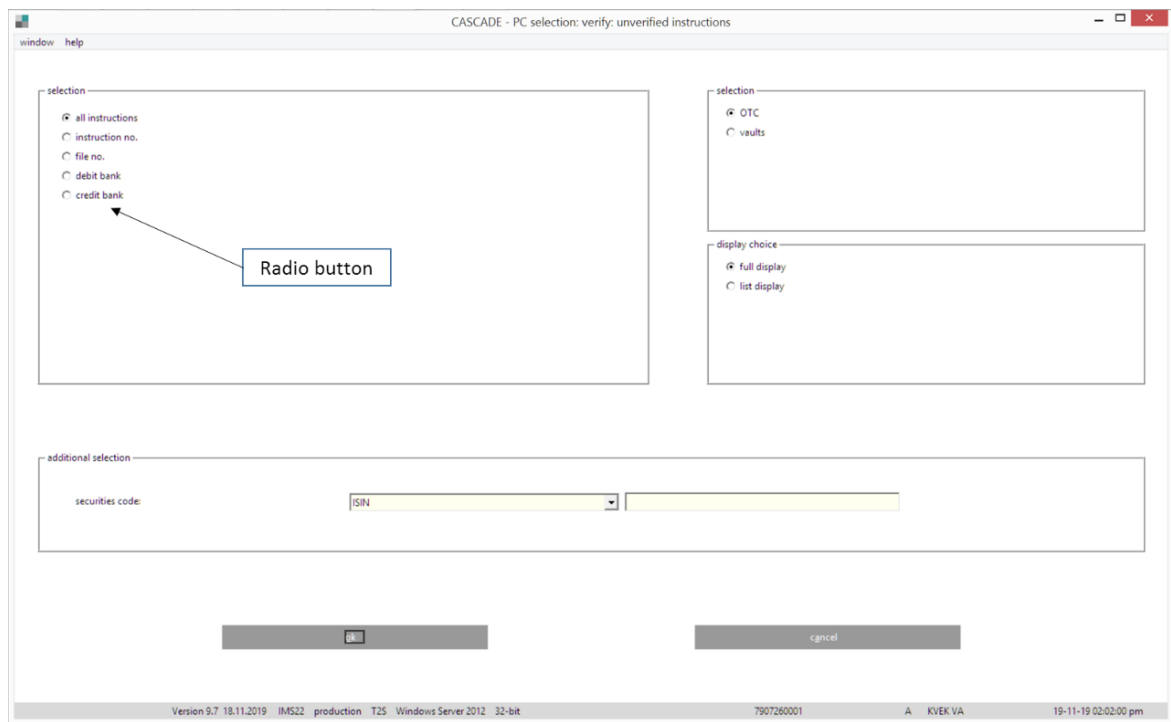 CASCADE - PC selection: verify: unverified instructions
window help
selection
all instructions
instruction no.
file no.
debit bank
credit bank
Radio button
selection
OTC
vaults
display choice
full display
list display
additional selection
securities code: ISIN
ok cancel
Version 9.7 18.11.2019 IMS22 production T2S Windows Server 2012 32-bit 7907260001 A KVEK VA 19-11-19 02:02:00 pm